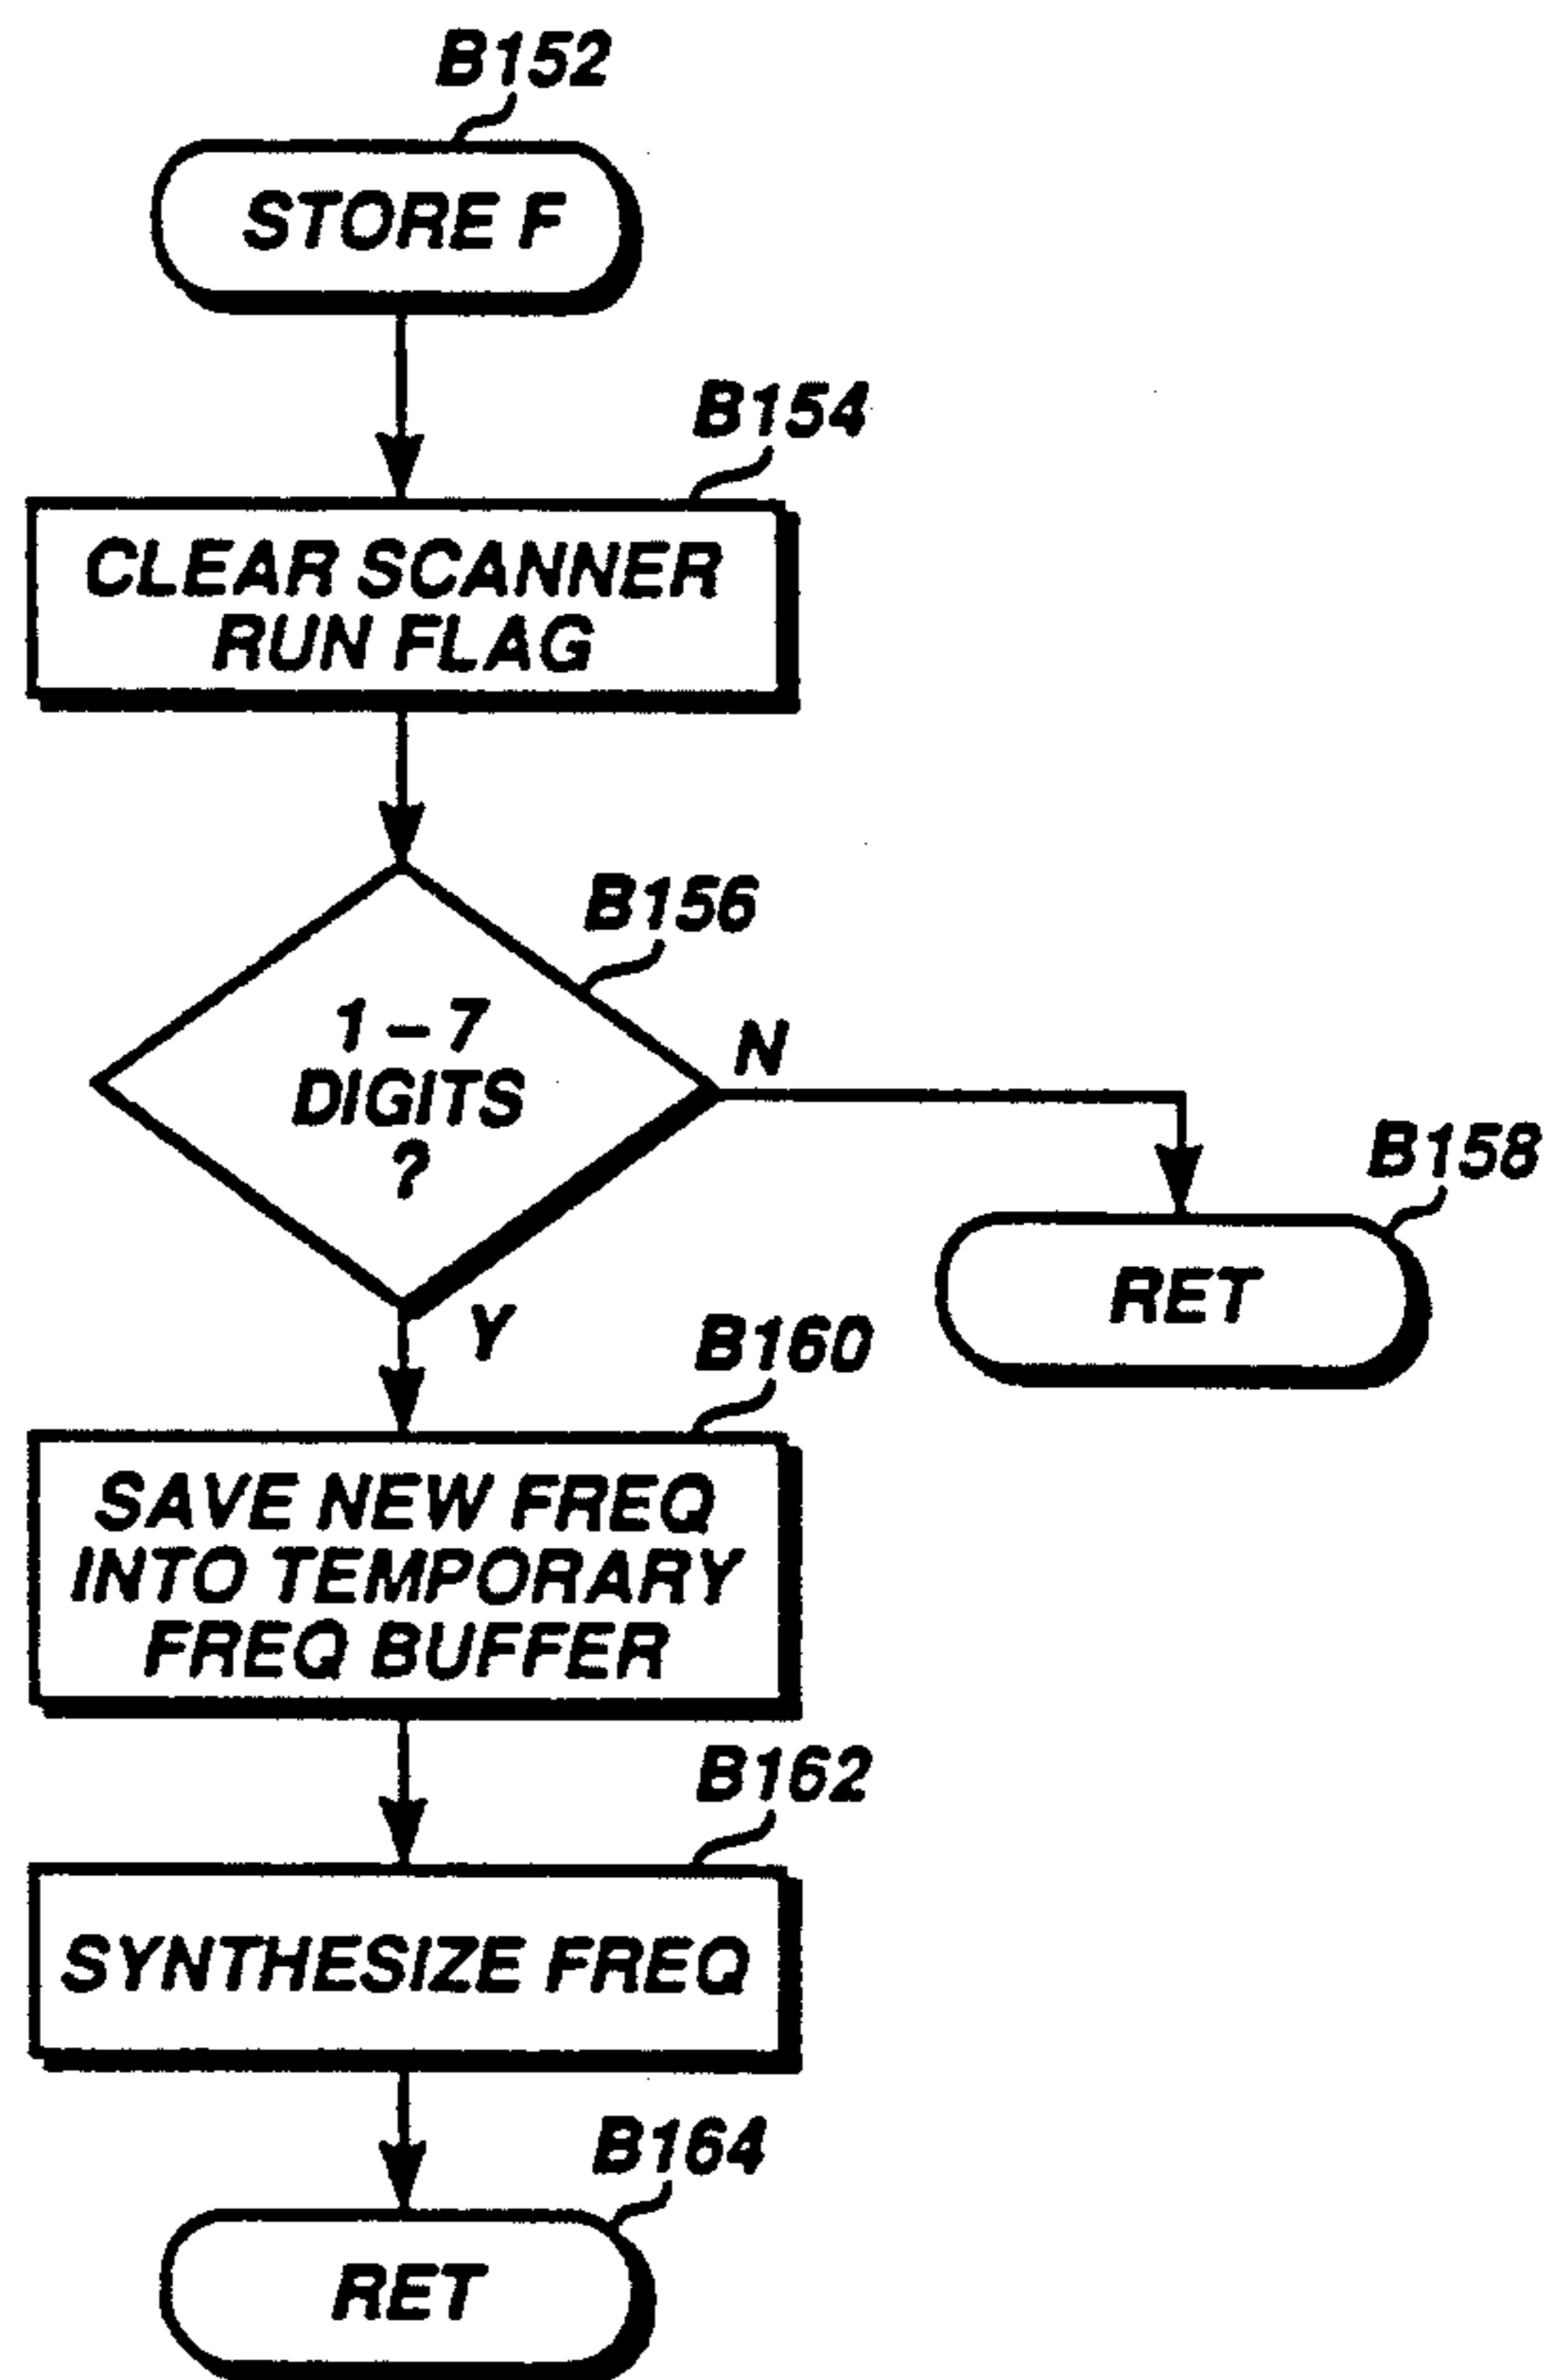 B152
STORE F
B154
CLEAR SCANNER
RUN FLAG
B156
1 – 7
DIGITS
?
N
B158
RET
Y
B160
SAVE NEW FREQ
INTO TEMPORARY
FREQ BUFFER
B162
SYNTHESIZE FREQ
B164
RET